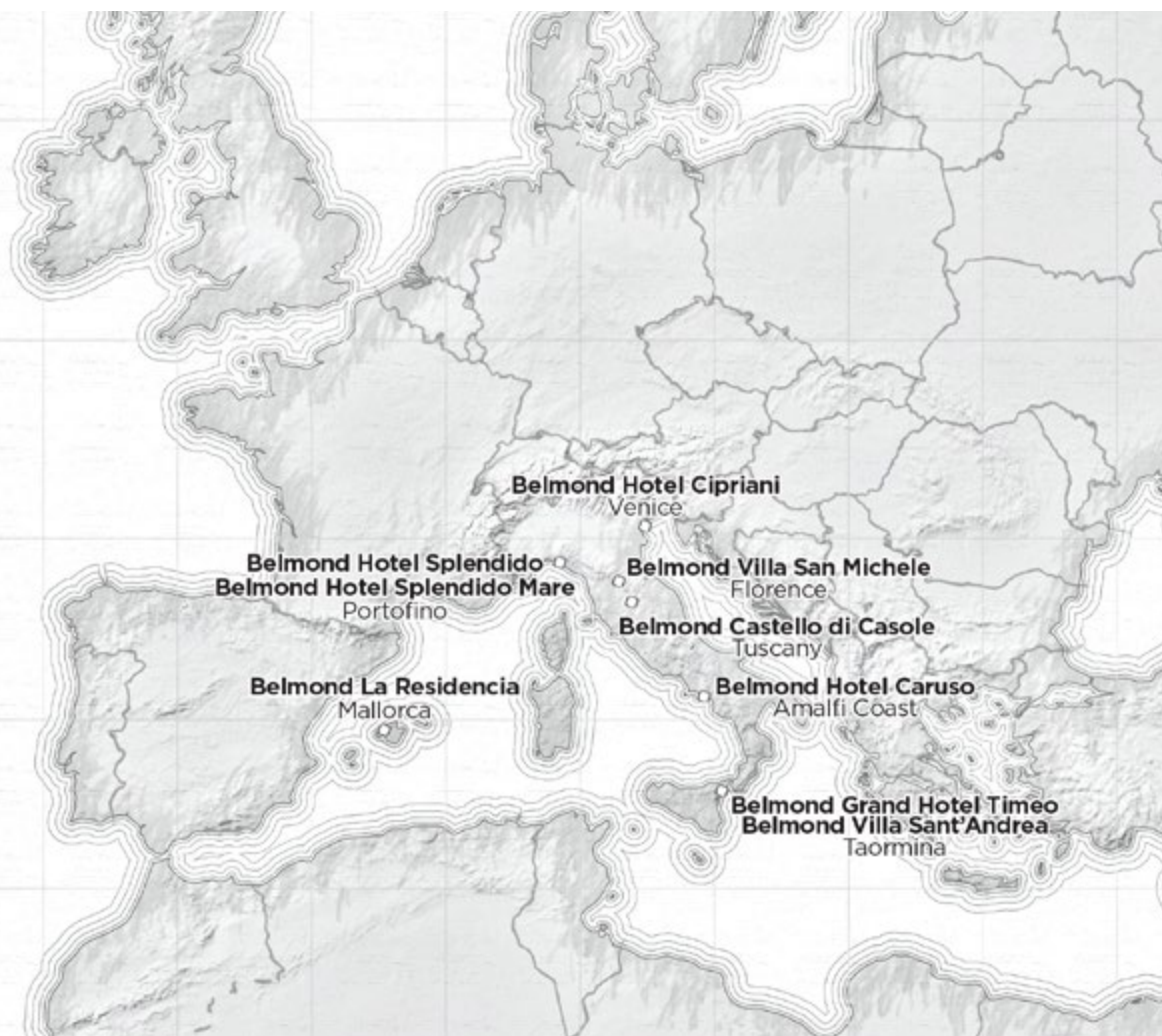 Belmond Hotel Cipriani
Venice
Belmond Hotel Splendido
Belmond Hotel Splendido Mare
Portofino
Belmond Villa San Michele
Florence
Belmond Castello di Casole
Tuscany
Belmond La Residencia
Mallorca
Belmond Hotel Caruso
Amalfi Coast
Belmond Grand Hotel Timeo
Belmond Villa Sant'Andrea
Taormina